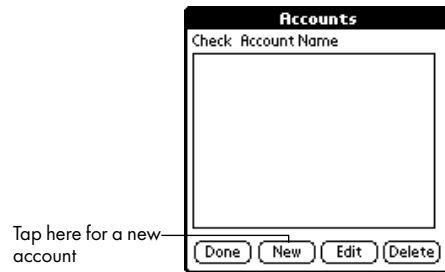 Accounts
Check Account Name
Tap here for a new
account
Done New Edit Delete